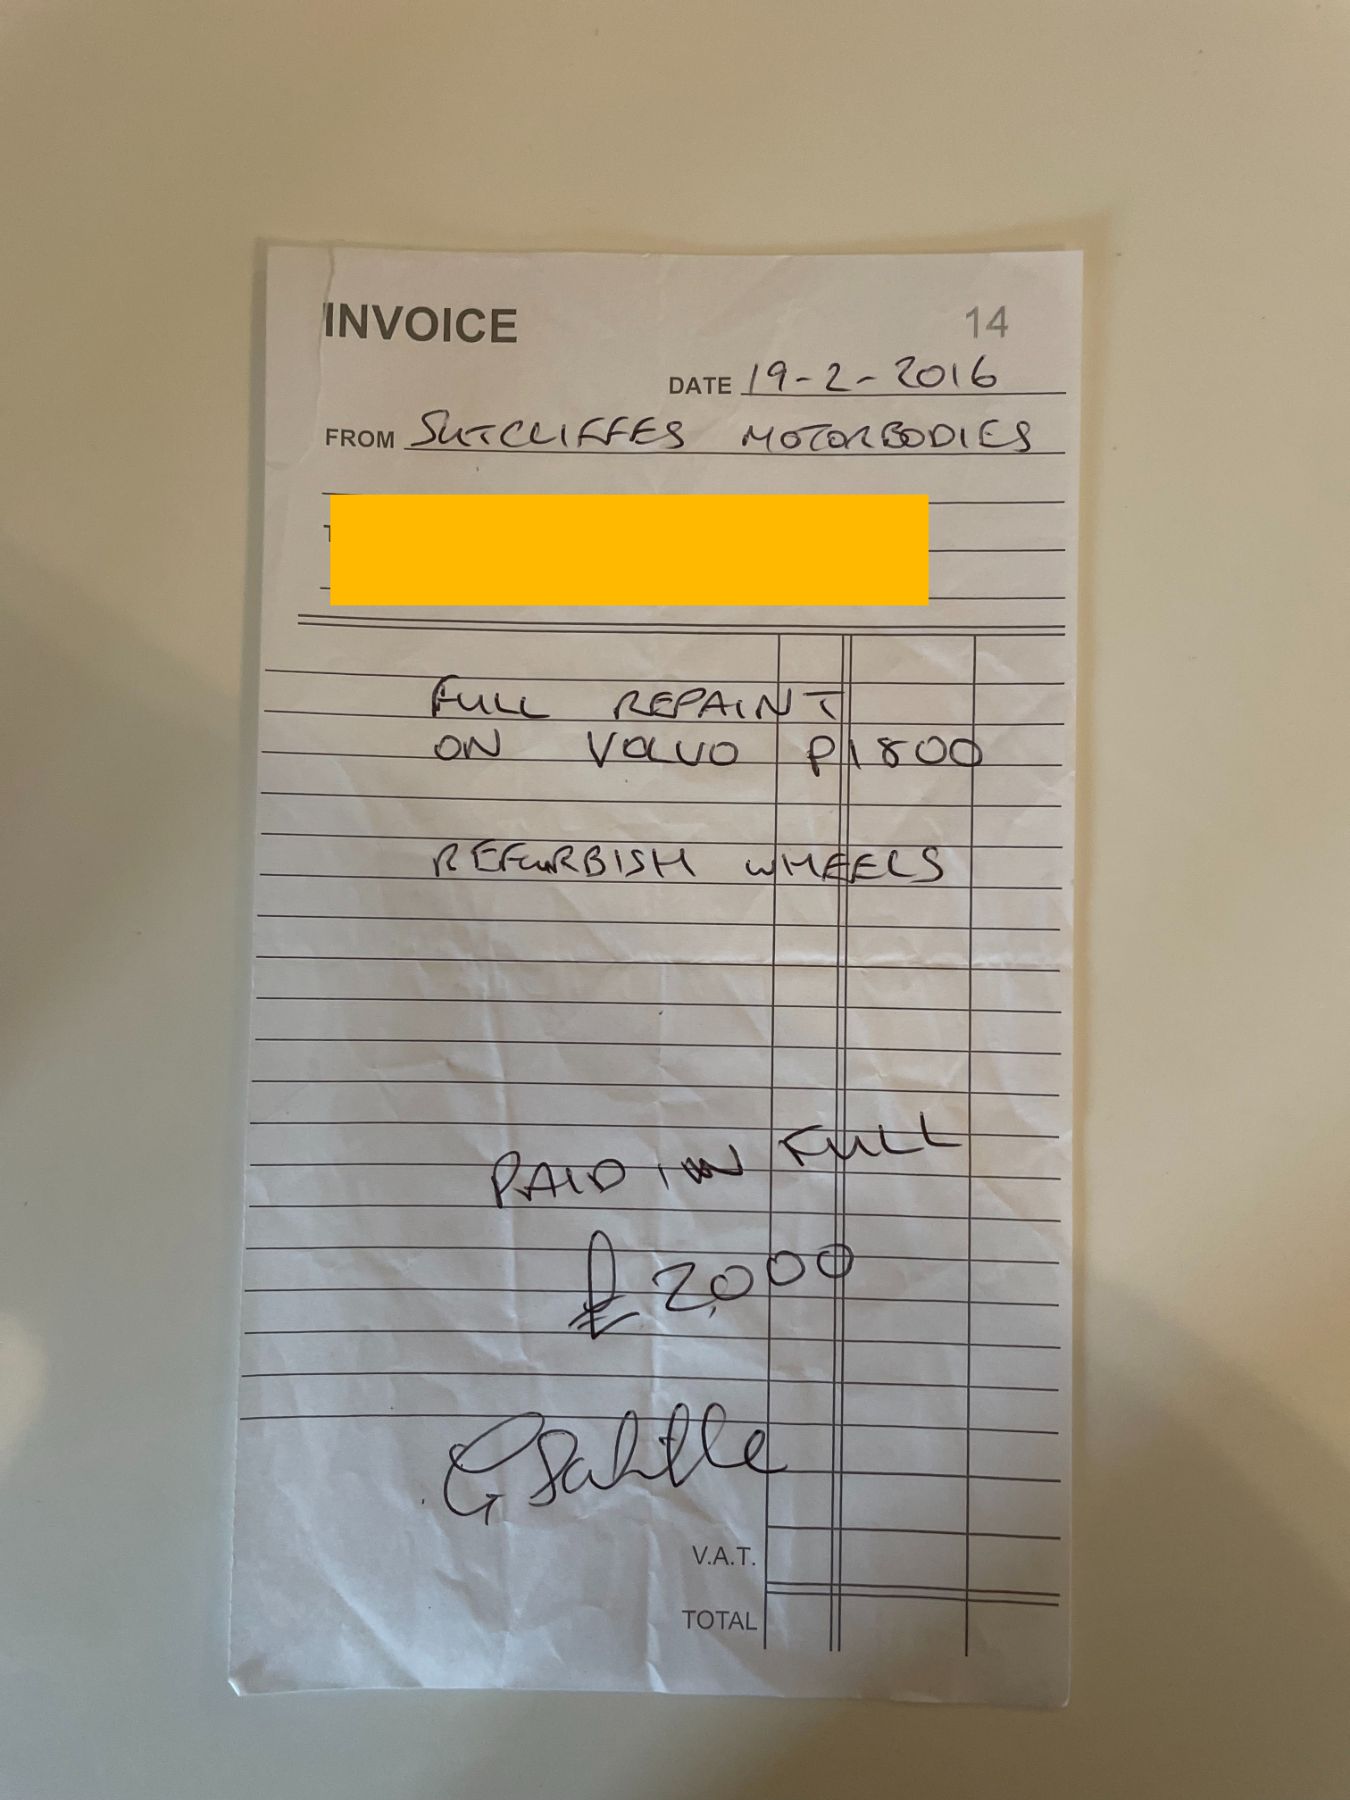 INVOICE 14
DATE 19-2-2016
FROM SUTCLIFFES MOTORBODIES
FULL REPAINT
ON VOLVO P1800
REFURBISH WHEELS
PAID IN FULL
£2,000
V.A.T.
TOTAL